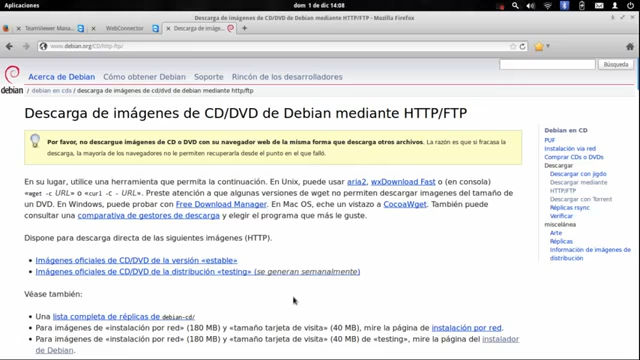 Aplicaciones
dom 1 de dic 14:08
Descarga de imágenes de CD/DVD de Debian mediante HTTP/FTP - Mozilla Firefox
TeamViewer Mana...
WebConnector
Descarga de imáge...
www.debian.org/CD/http-ftp/
Búsqueda
debian
Acerca de Debian
Cómo obtener Debian
Soporte
Rincón de los desarrolladores
/ debian en cds / descarga de imágenes de cd/dvd de debian mediante http/ftp
Descarga de imágenes de CD/DVD de Debian mediante HTTP/FTP
Por favor, no descargue imágenes de CD o DVD con su navegador web de la misma forma que descarga otros archivos. La razón es que si fracasa la
descarga, la mayoría de los navegadores no le permiten recuperarla desde el punto en el que falló.
En su lugar, utilice una herramienta que permita la continuación. En Unix, puede usar aria2, wxDownload Fast o (en consola)
«wget -c URL» o «curl -C - URL». Preste atención a que algunas versiones de wget no permiten descargar imágenes del tamaño de
un DVD. En Windows, puede probar con Free Download Manager. En Mac OS, eche un vistazo a CocoaWget. También puede
consultar una comparativa de gestores de descarga y elegir el programa que más le guste.
Dispone para descarga directa de las siguientes imágenes (HTTP).
Imágenes oficiales de CD/DVD de la versión «estable»
Imágenes oficiales de CD/DVD de la distribución «testing» (se generan semanalmente)
Véase también:
Una lista completa de réplicas de debian-cd/
Para imágenes de «instalación por red» (180 MB) y «tamaño tarjeta de visita» (40 MB), mire la página de instalación por red.
Para imágenes de «instalación por red» (180 MB) y «tamaño tarjeta de visita» (40 MB) de «testing», mire la página del instalador
de Debian.
Debian en CD
PUF
Instalación via red
Comprar CDs o DVDs
Descargar
Descargar con jigdo
Descargar mediante
HTTP/FTP
Descargar con Torrent
Réplicas rsync
Verificar
miscelánea
Arte
Réplicas
Información de imágenes de
distribución